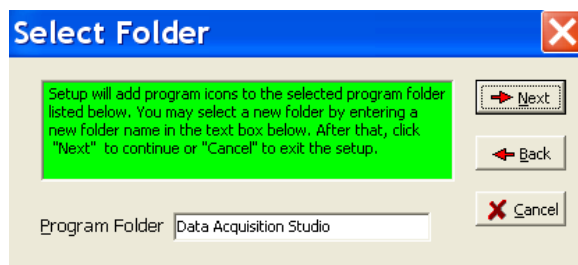 Select Folder
Setup will add program icons to the selected program folder
listed below. You may select a new folder by entering a
new folder name in the text box below. After that, click
"Next"  to continue or "Cancel" to exit the setup.
Next
Back
Cancel
Program Folder Data Acquisition Studio